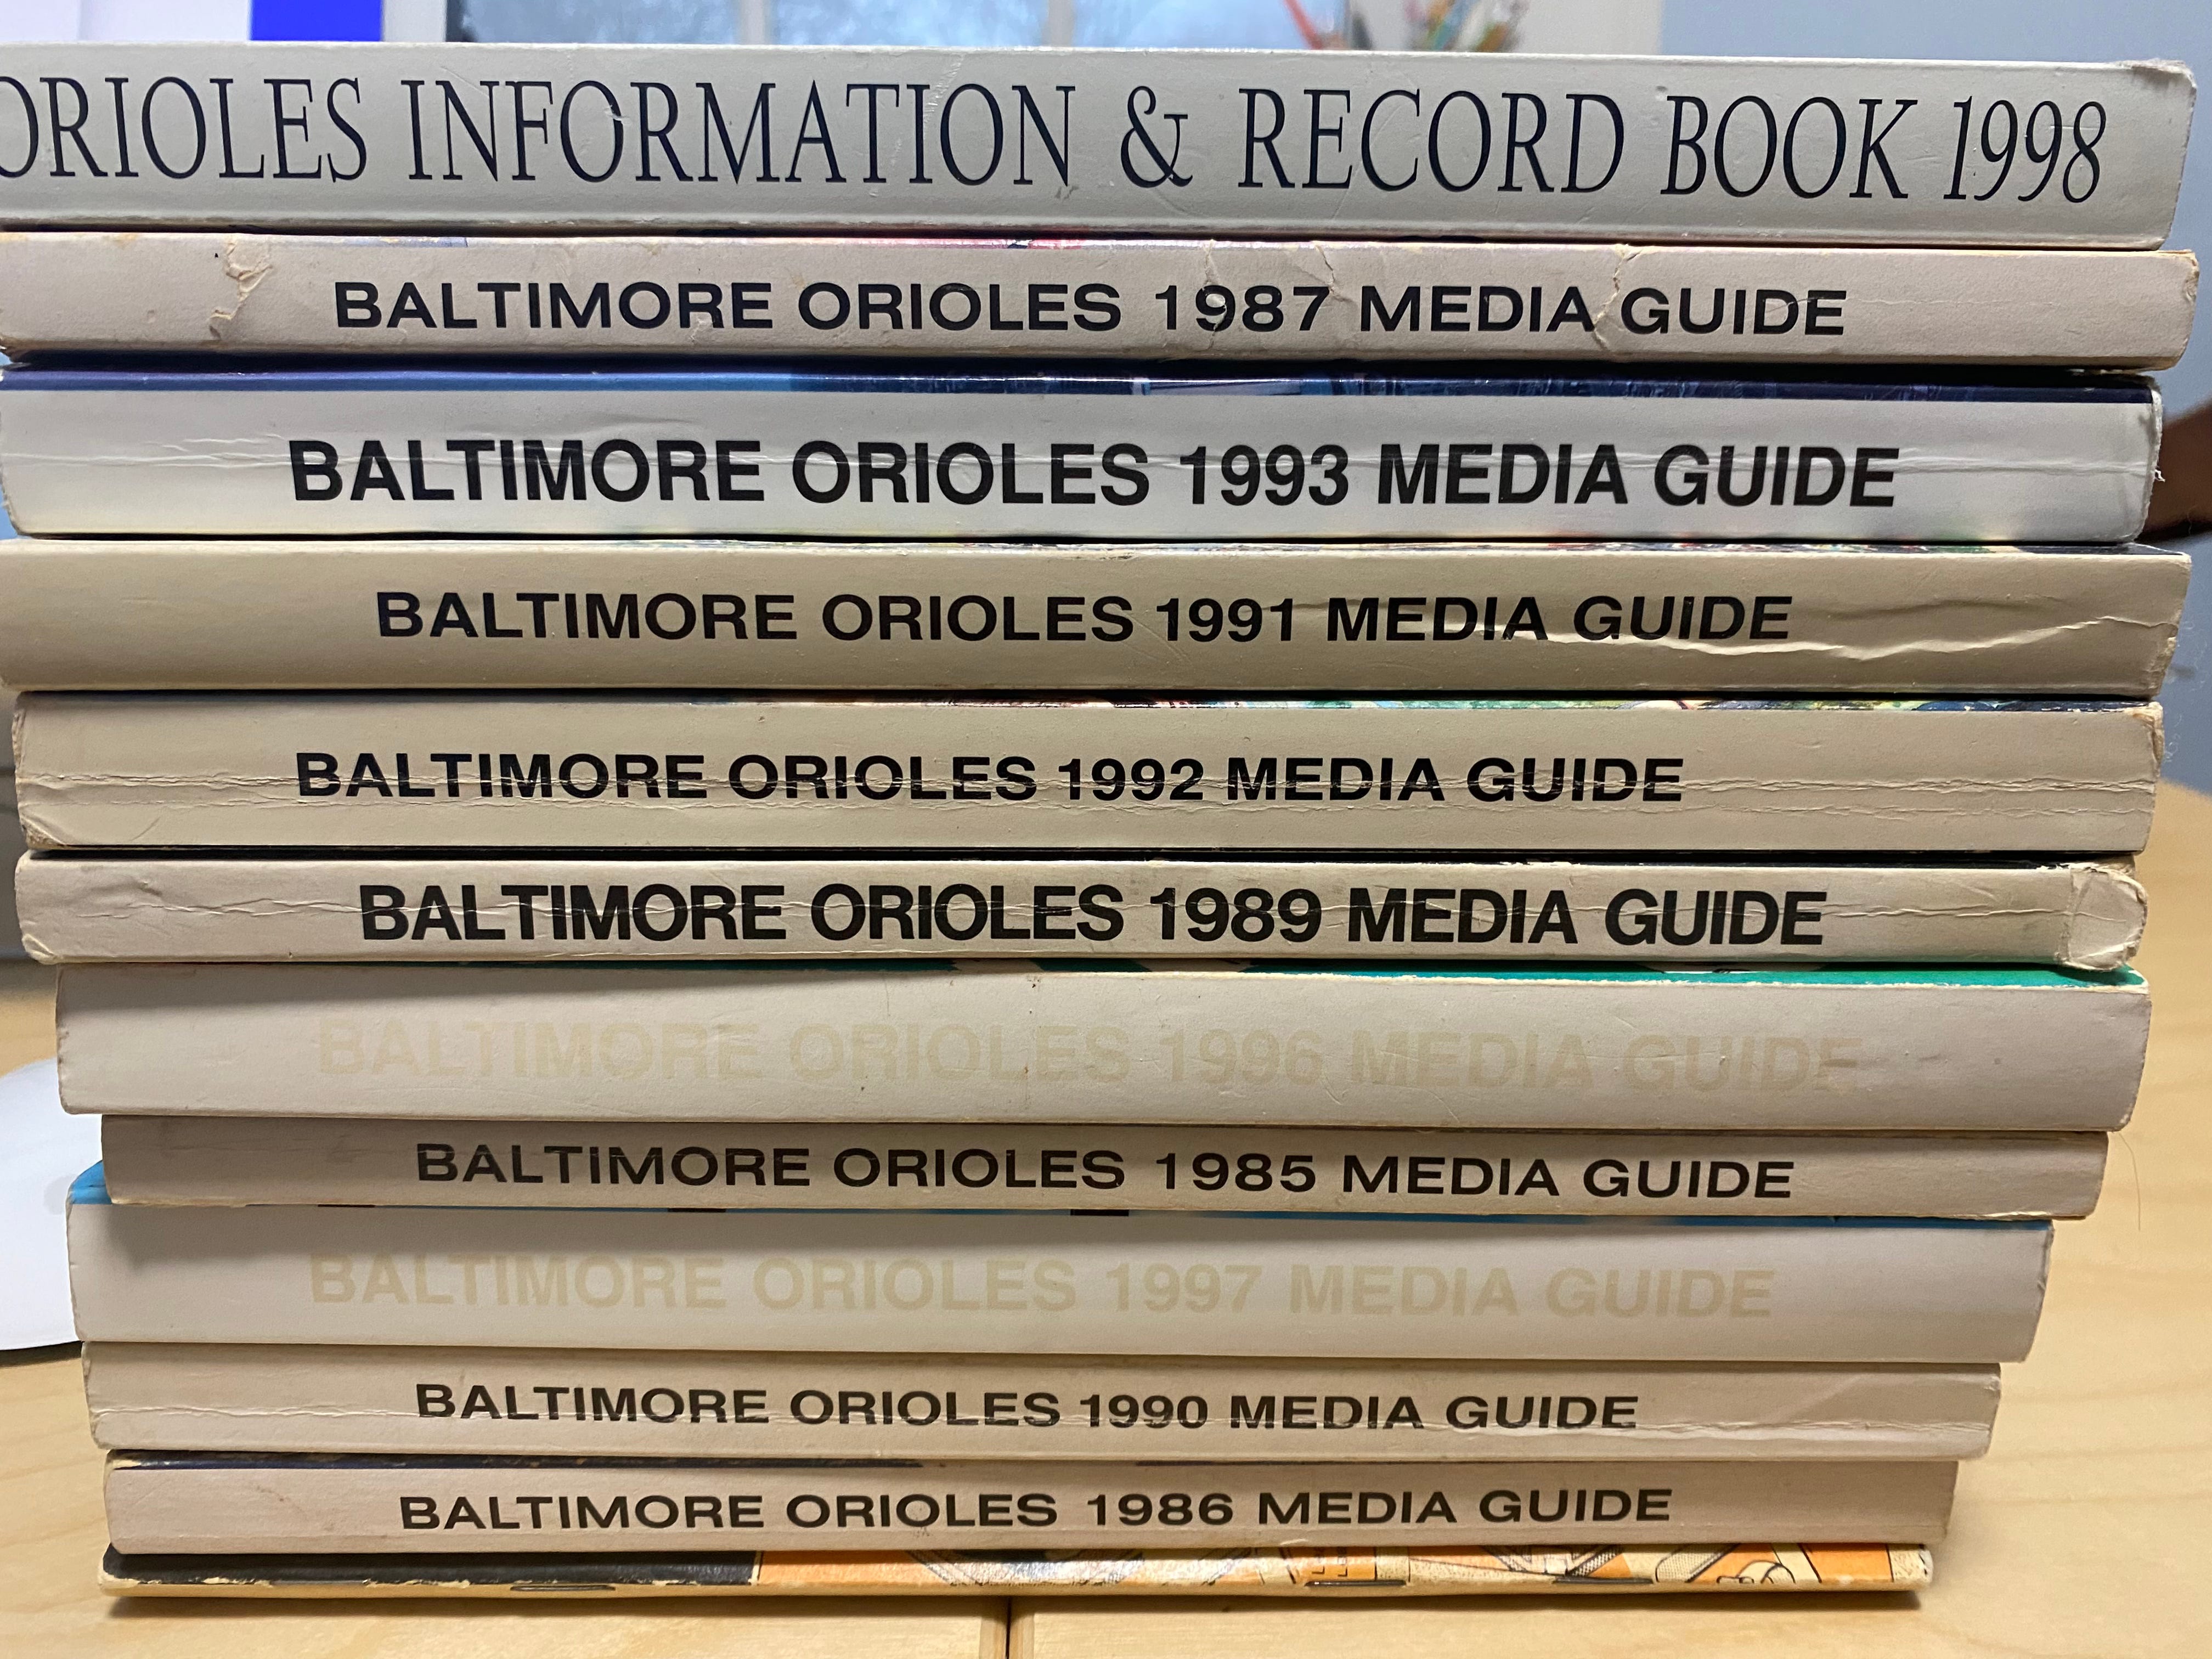 ORIOLES INFORMATION & RECORD BOOK 1998
BALTIMORE ORIOLES 1987 MEDIA GUIDE
BALTIMORE ORIOLES 1993 MEDIA GUIDE
BALTIMORE ORIOLES 1991 MEDIA GUIDE
BALTIMORE ORIOLES 1992 MEDIA GUIDE
BALTIMORE ORIOLES 1989 MEDIA GUIDE
BALTIMORE ORIOLES 1996 MEDIA GUIDE
BALTIMORE ORIOLES 1985 MEDIA GUIDE
BALTIMORE ORIOLES 1997 MEDIA GUIDE
BALTIMORE ORIOLES 1990 MEDIA GUIDE
BALTIMORE ORIOLES 1986 MEDIA GUIDE